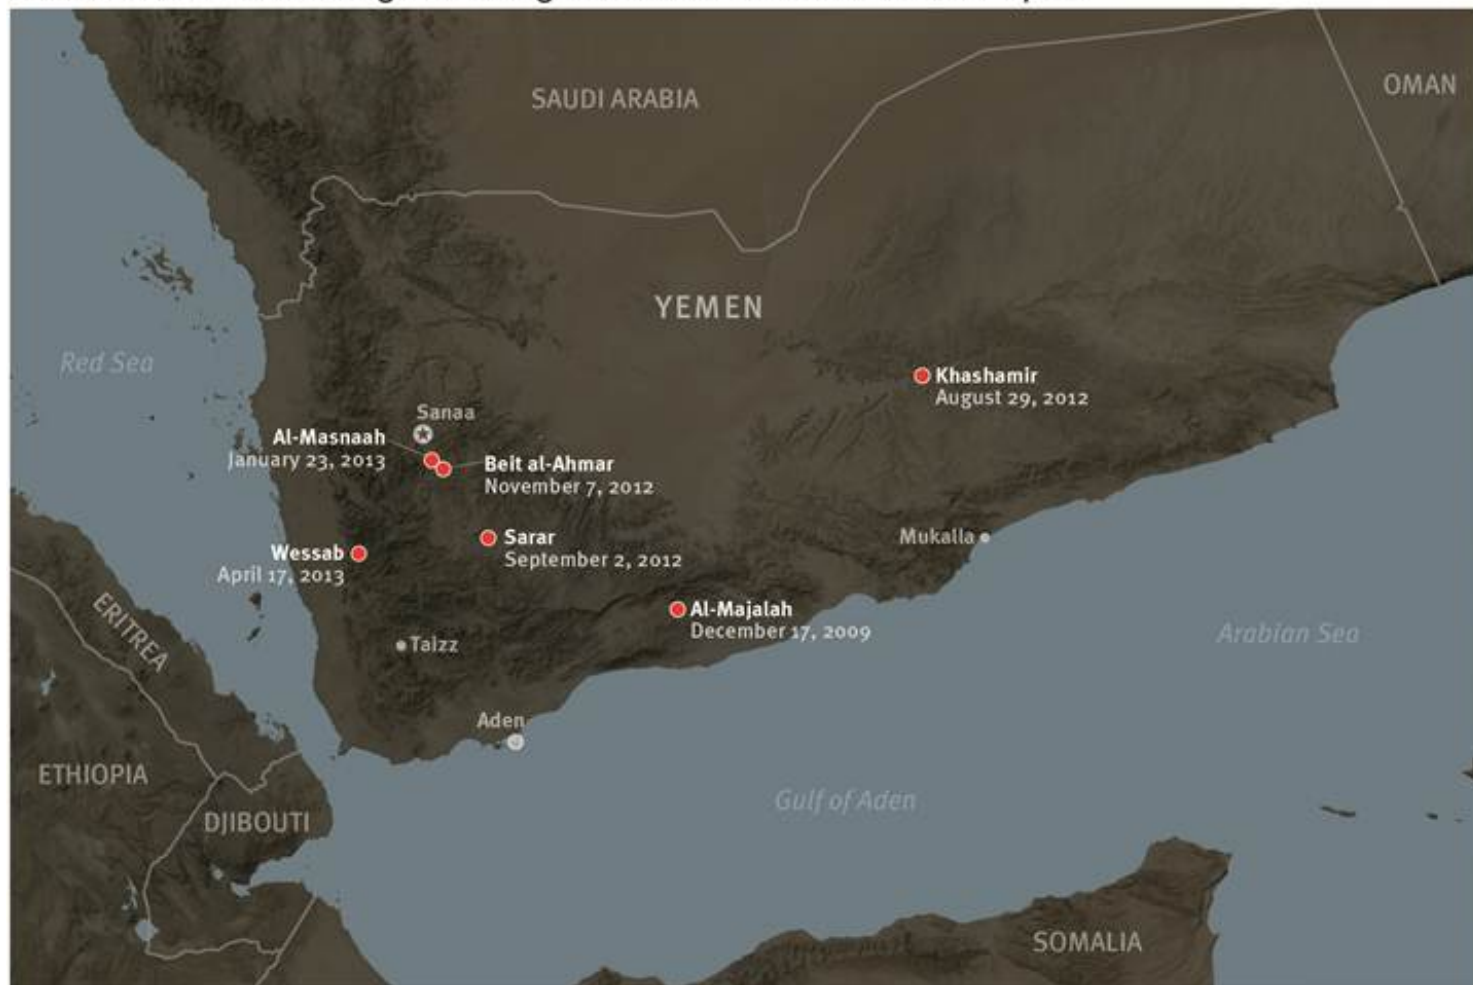 SAUDI ARABIA
OMAN
YEMEN
Red Sea
Khashamir
August 29, 2012
Sanaa
Al-Masnaah
January 23, 2013
Beit al-Ahmar
November 7, 2012
Sarar
September 2, 2012
Mukalla
Wessab
April 17, 2013
Al-Majalah
December 17, 2009
ERITREA
Taizz
Arabian Sea
Aden
ETHIOPIA
Gulf of Aden
DJIBOUTI
SOMALIA